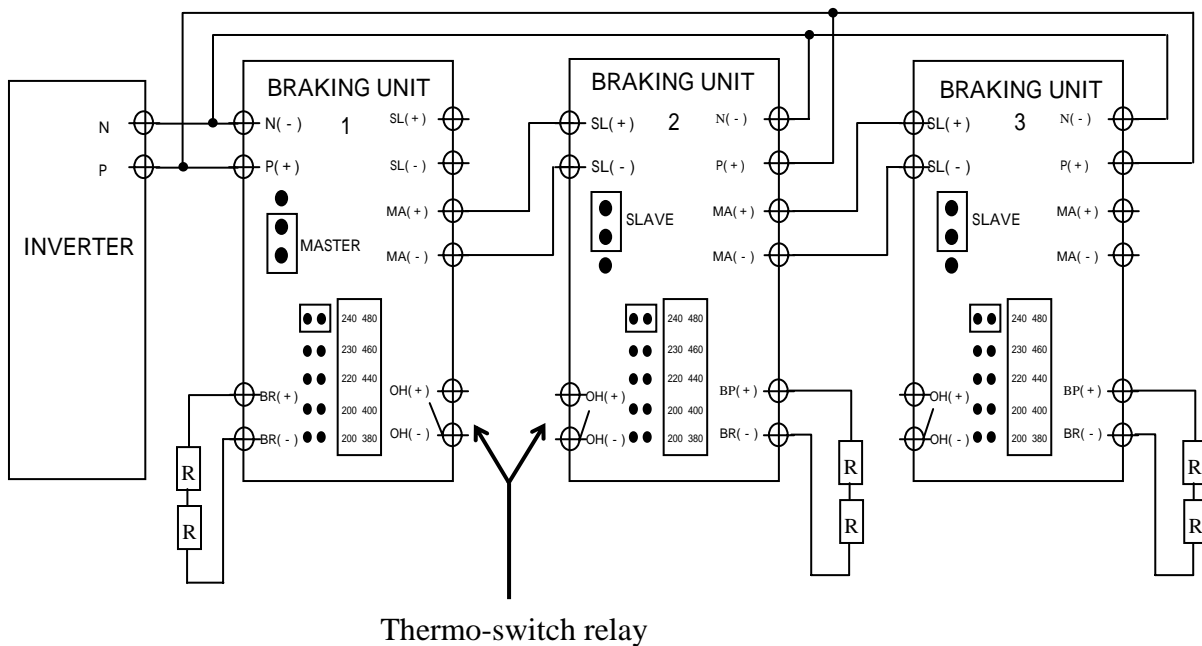 INVERTER
N
P
BRAKING UNIT
1
N(-)
P(+)
SL(+)
SL(-)
MA(+)
MA(-)
MASTER
240 480
230 460
220 440
200 400
200 380
BR(+)
BR(-)
OH(+)
OH(-)
R
R
BRAKING UNIT
2
SL(+)
SL(-)
N(-)
P(+)
MA(+)
MA(-)
SLAVE
240 480
230 460
220 440
200 400
200 380
OH(+)
OH(-)
BP(+)
BR(-)
R
R
BRAKING UNIT
3
SL(+)
SL(-)
N(-)
P(+)
MA(+)
MA(-)
SLAVE
240 480
230 460
220 440
200 400
200 380
OH(+)
OH(-)
BP(+)
BR(-)
R
R
Thermo-switch relay